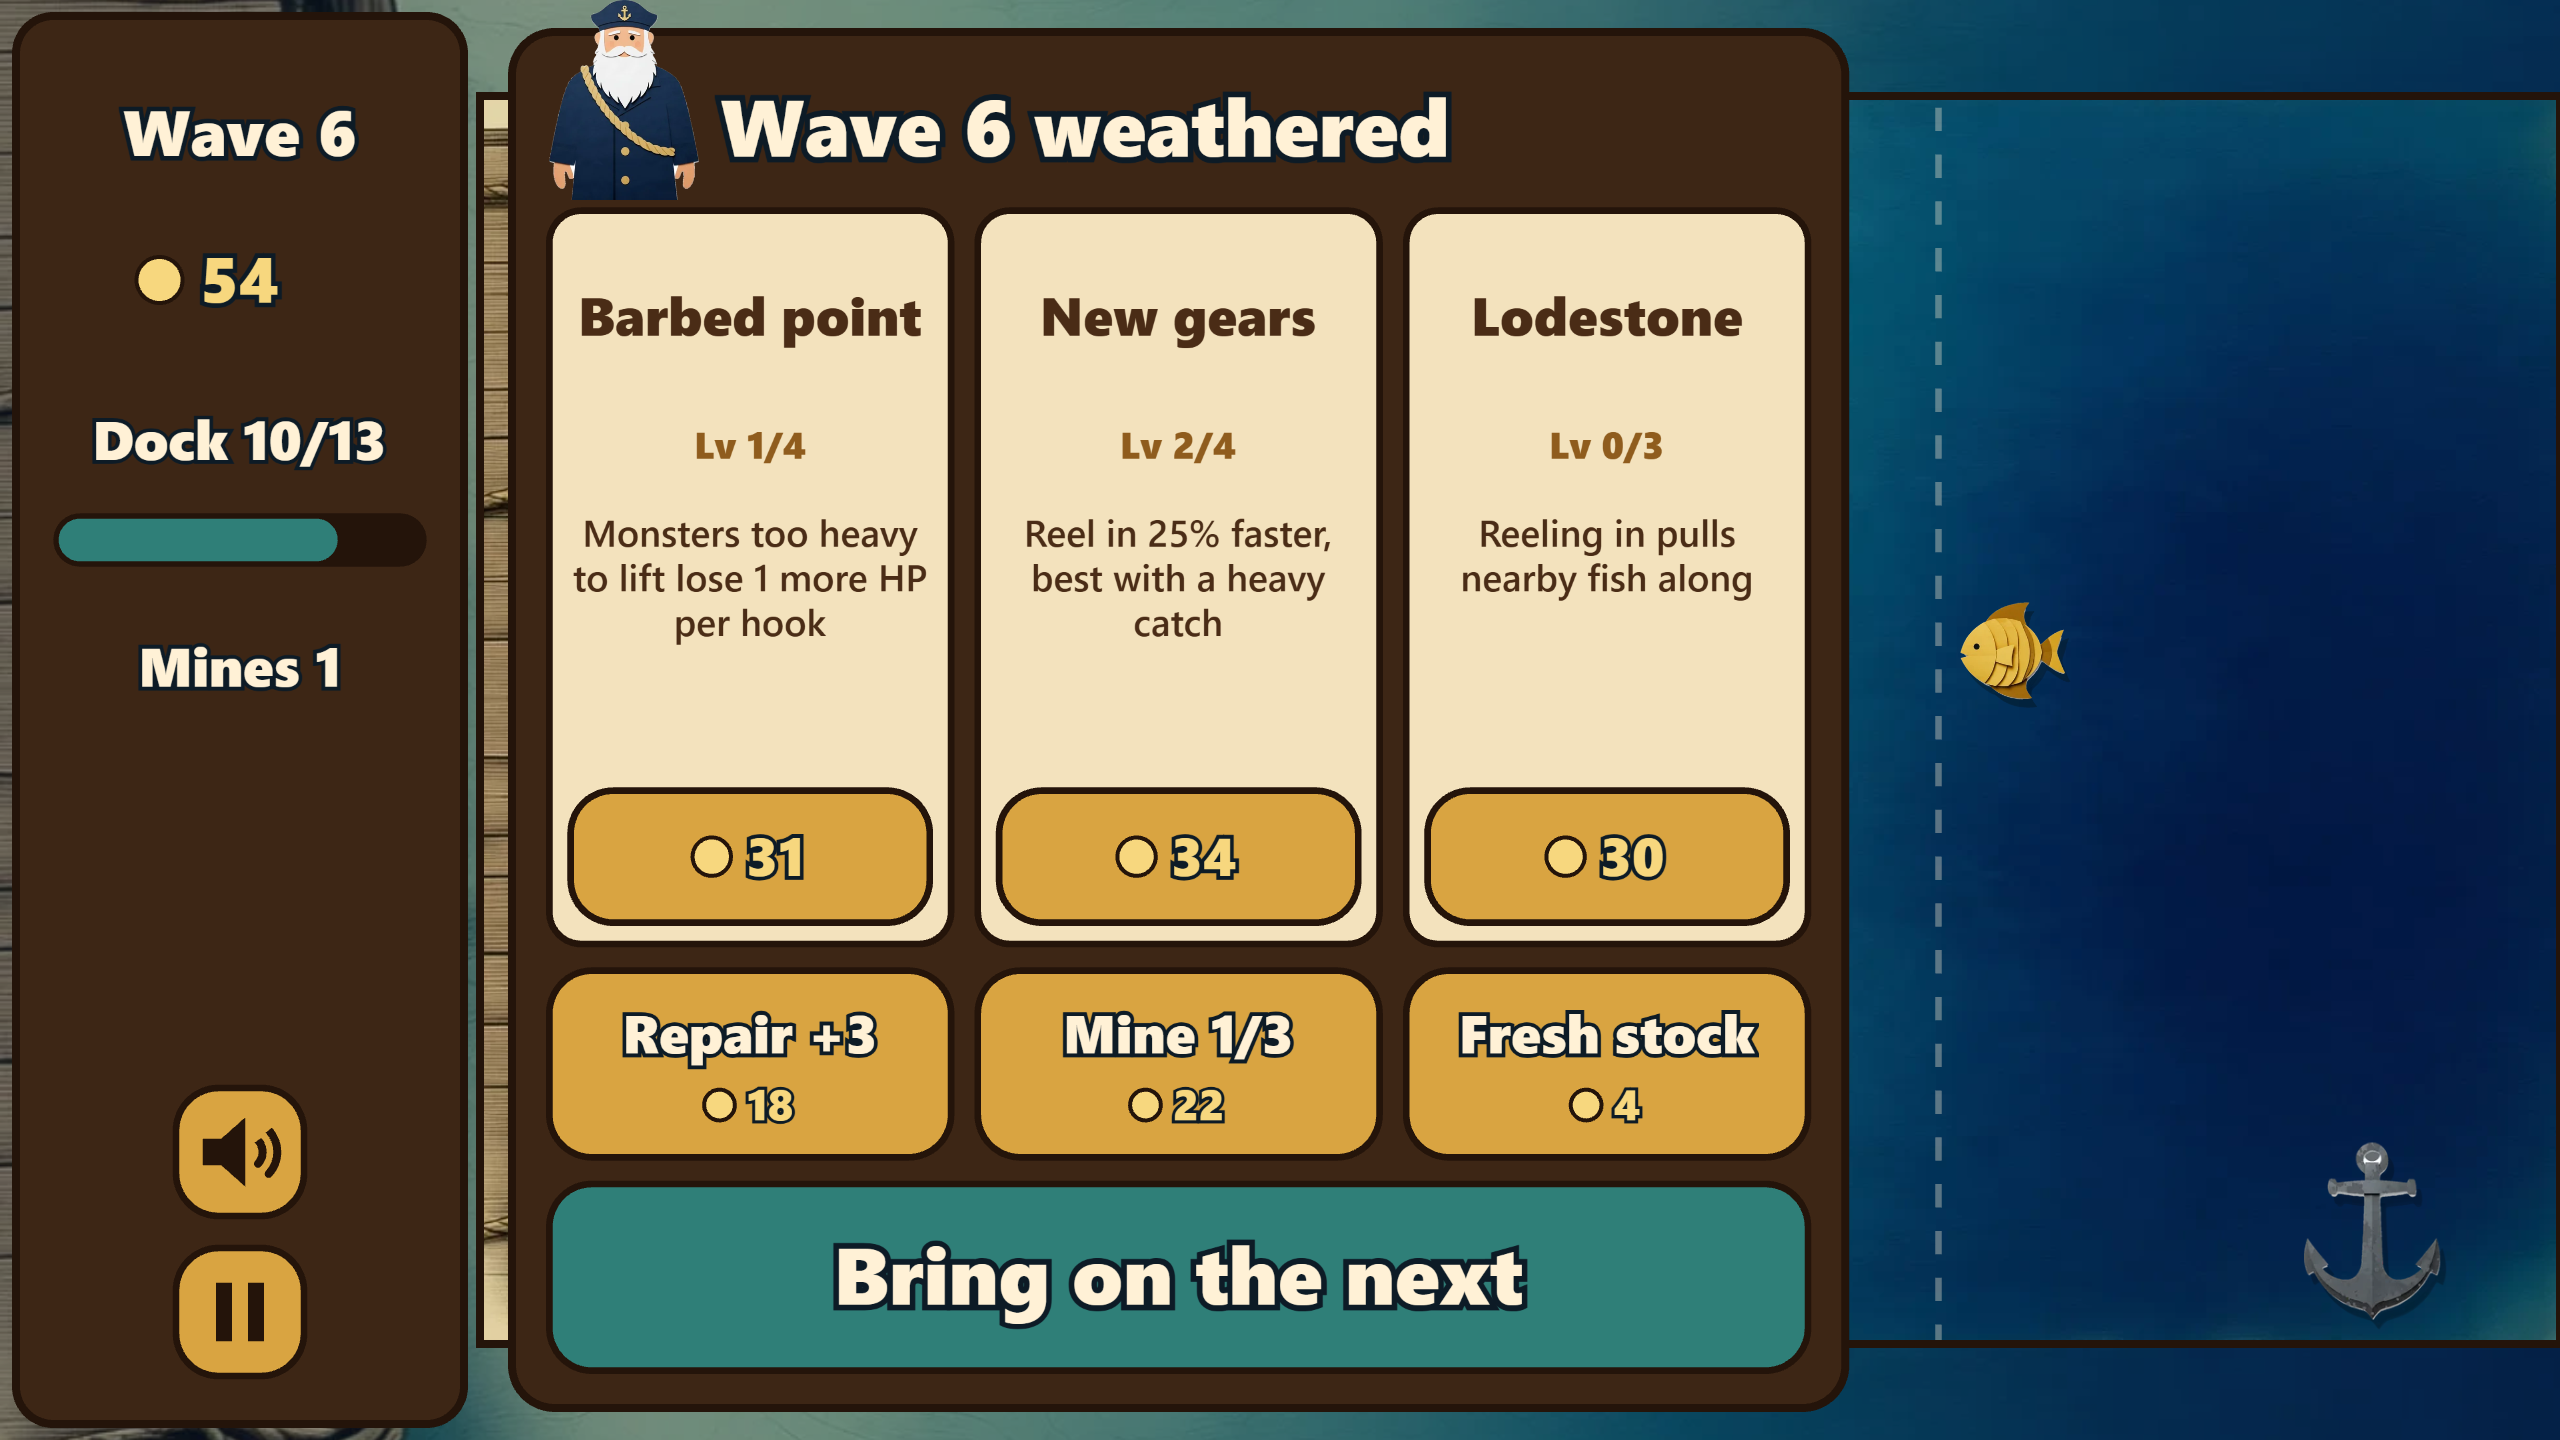 Wave 6
54
Dock 10/13
Mines 1
Wave 6 weathered
Barbed point
Lv 1/4
Monsters too heavy
to lift lose 1 more HP
per hook
31
New gears
Lv 2/4
Reel in 25% faster,
best with a heavy
catch
34
Lodestone
Lv 0/3
Reeling in pulls
nearby fish along
30
Repair +3
18
Mine 1/3
22
Fresh stock
4
Bring on the next